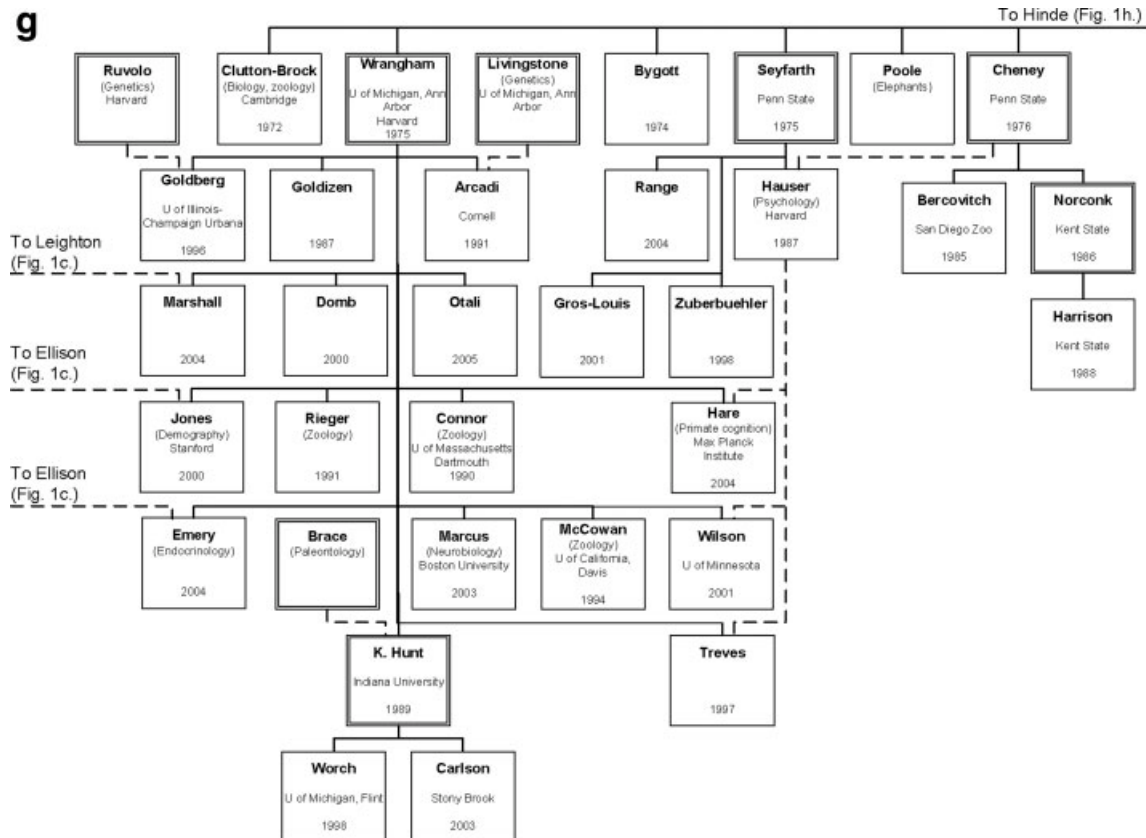 g
To Hinde (Fig. 1h.)
Ruvolo
(Genetics)
Harvard
Clutton-Brock
(Biology, zoology)
Cambridge
1972
Wrangham
U of Michigan, Ann
Arbor
Harvard
1975
Livingstone
(Genetics)
U of Michigan, Ann
Arbor
Bygott
1974
Seyfarth
Penn State
1975
Poole
(Elephants)
Cheney
Penn State
1976
Goldberg
U of Illinois-
Champaign Urbana
1996
Goldizen
1987
Arcadi
Cornell
1991
Range
2004
Hauser
(Psychology)
Harvard
1987
Bercovitch
San Diego Zoo
1985
Norconk
Kent State
1986
To Leighton
(Fig. 1c.)
Marshall
2004
Domb
2000
Otali
2005
Gros-Louis
2001
Zuberbuehler
1998
Harrison
Kent State
1988
To Ellison
(Fig. 1c.)
Jones
(Demography)
Stanford
2000
Rieger
(Zoology)
1991
Connor
(Zoology)
U of Massachusetts
Dartmouth
1990
Hare
(Primate cognition)
Max Planck
Institute
2004
To Ellison
(Fig. 1c.)
Emery
(Endocrinology)
2004
Brace
(Paleontology)
Marcus
(Neurobiology)
Boston University
2003
McCowan
(Zoology)
U of California,
Davis
1994
Wilson
U of Minnesota
2001
K. Hunt
Indiana University
1989
Treves
1997
Worch
U of Michigan, Flint
1998
Carlson
Stony Brook
2003